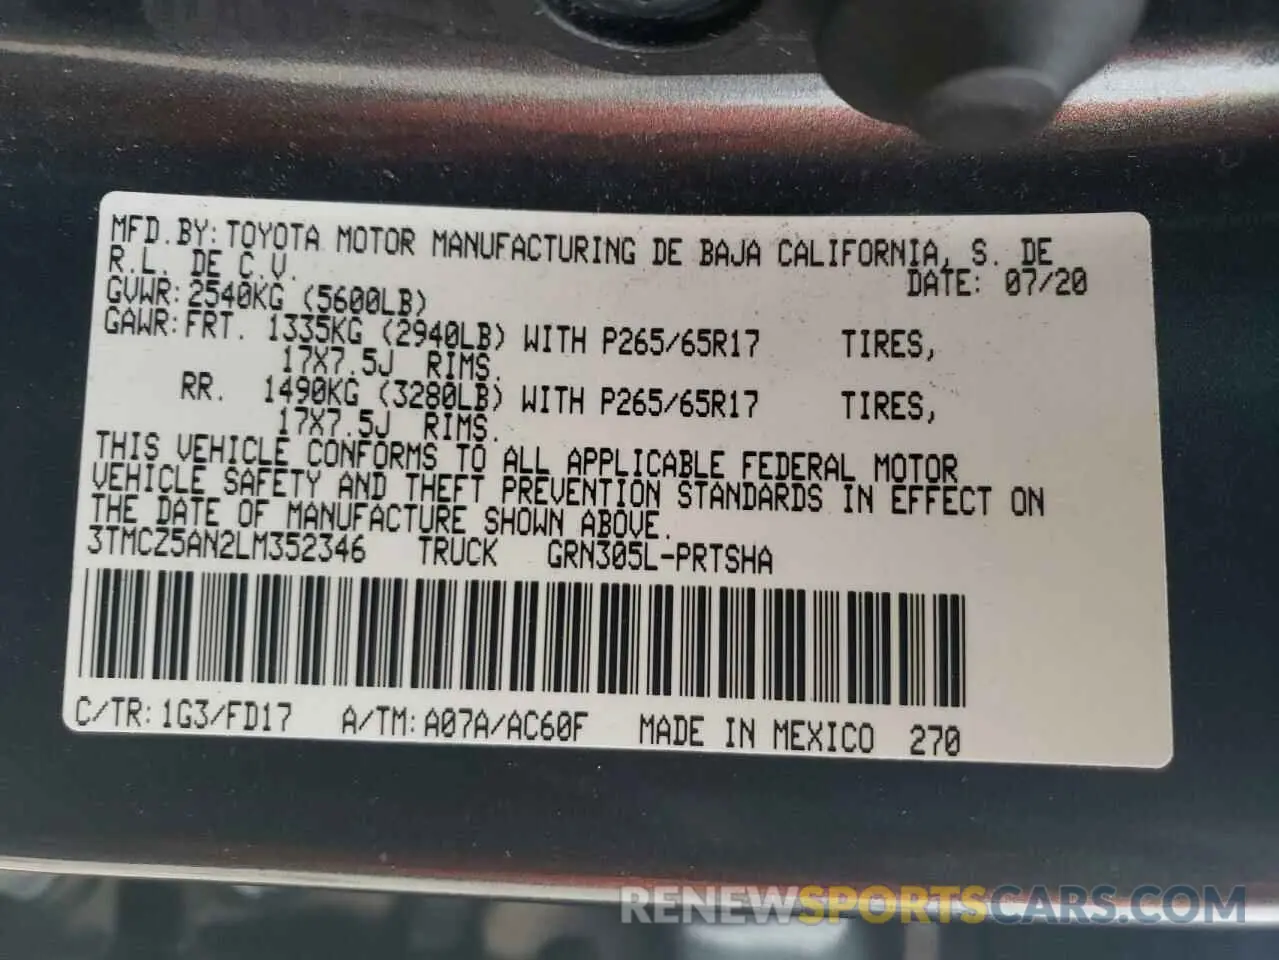 MFD.BY: TOYOTA MOTOR MANUFACTURING DE BAJA CALIFORNIA, S. DE
R.L. DE C.V.
DATE: 07/20
GVWR: 2540KG (5600LB)
GAWR: FRT. 1335KG (2940LB) WITH P265/65R17 TIRES,
17X7.5J RIMS.
RR. 1490KG (3280LB) WITH P265/65R17 TIRES,
17X7.5J RIMS.
THIS VEHICLE CONFORMS TO ALL APPLICABLE FEDERAL MOTOR
VEHICLE SAFETY AND THEFT PREVENTION STANDARDS IN EFFECT ON
THE DATE OF MANUFACTURE SHOWN ABOVE.
3TMCZ5AN2LM352346 TRUCK GRN305L-PRTSHA
C/TR: 1G3/FD17 A/TM: A07A/AC60F MADE IN MEXICO 270
RENEWSPORTSCARS.COM